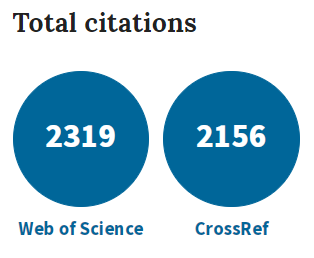 Total citations
2319 2156
Web of Science CrossRef